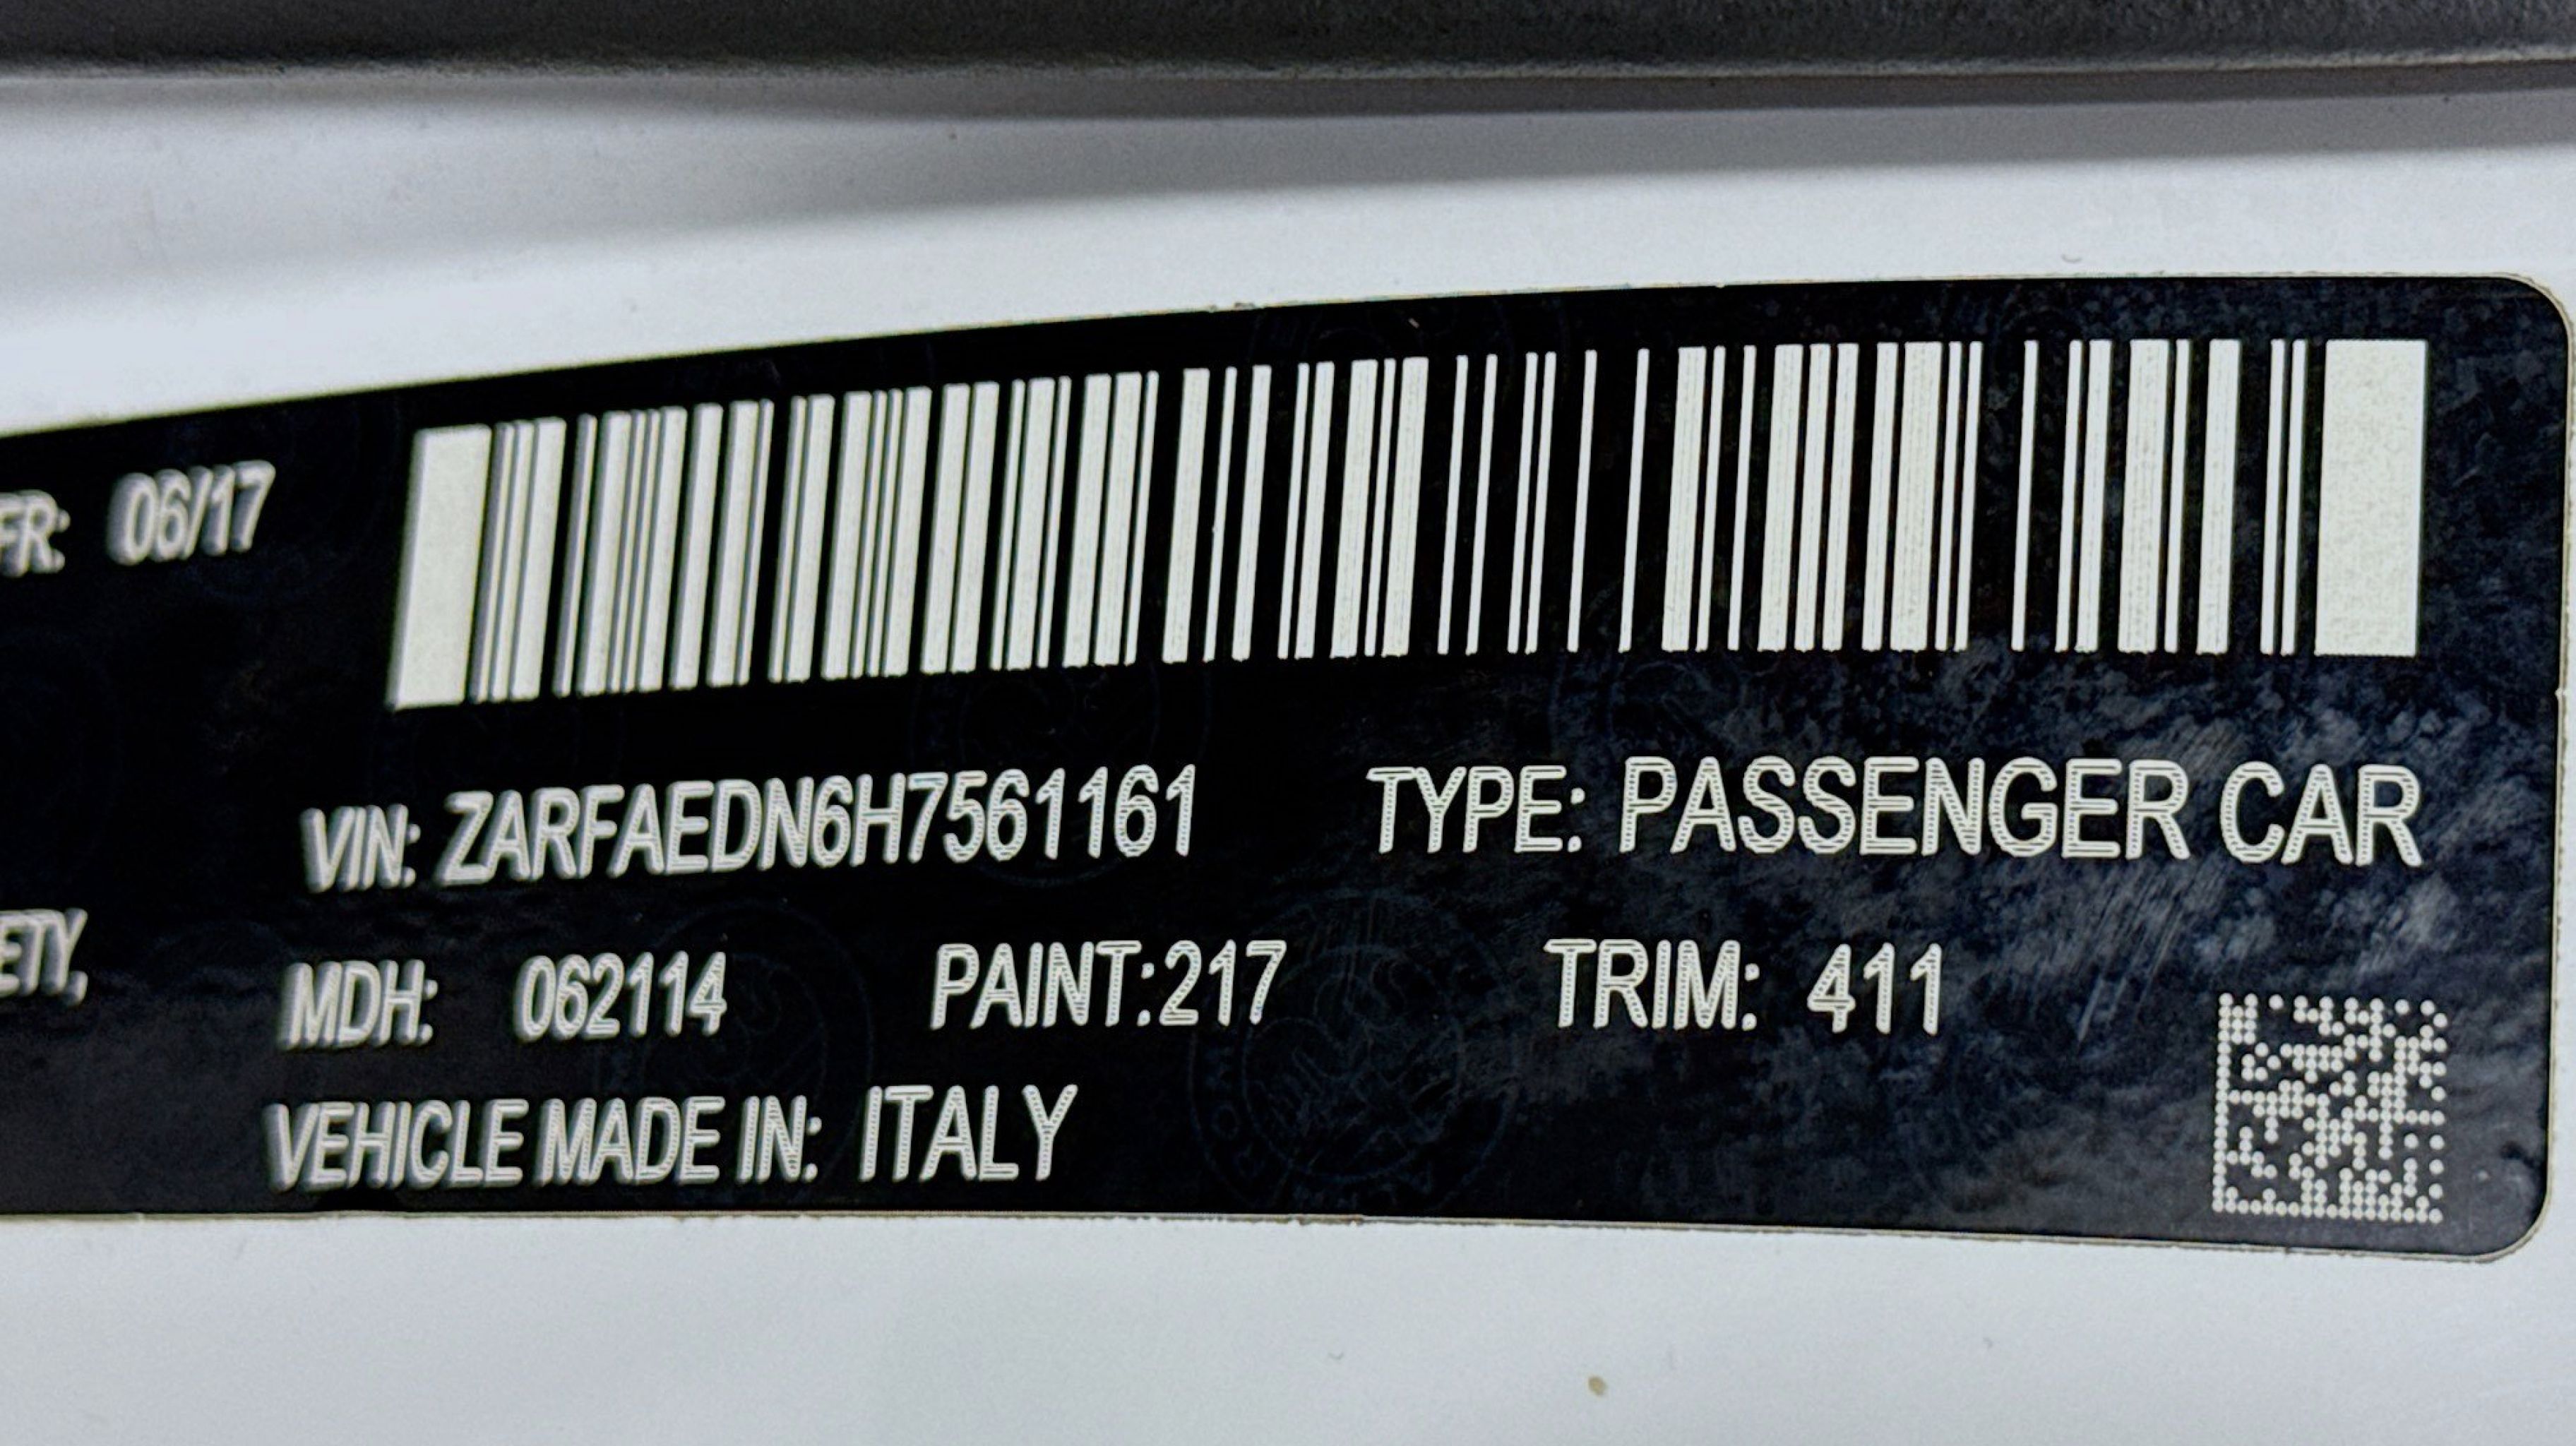 FR: 06/17
VIN: ZARFAEDN6H7561161 TYPE: PASSENGER CAR
ETY,
MDH: 062114 PAINT:217 TRIM: 411
VEHICLE MADE IN: ITALY